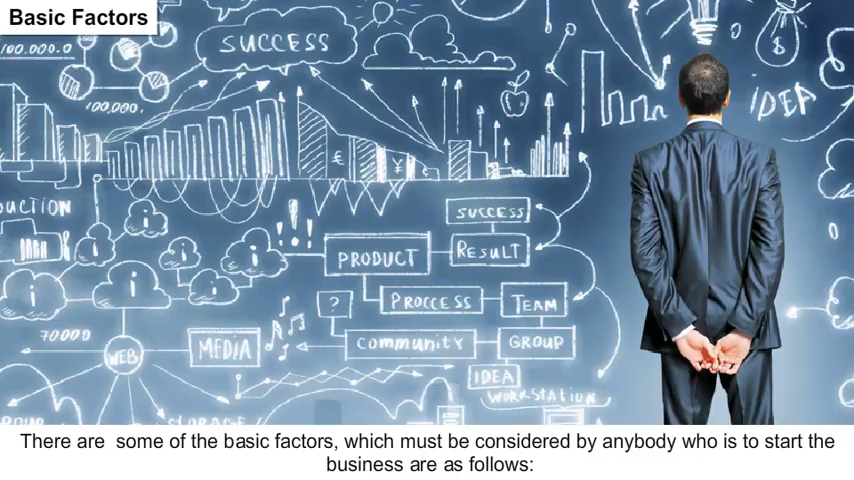 Basic Factors
SUCCESS
100.000.0
100,000,
IDEA
€
¥
$
UCTION
i
i
i
i
i
i
i
!!!
SUCCESS
PRODUCT
RESULT
?
PROCCESS
TEAM
70000
WEB
MEDIA
COMMUNITY
GROUP
IDEA
WORKSTATION
There are some of the basic factors, which must be considered by anybody who is to start the
business are as follows: